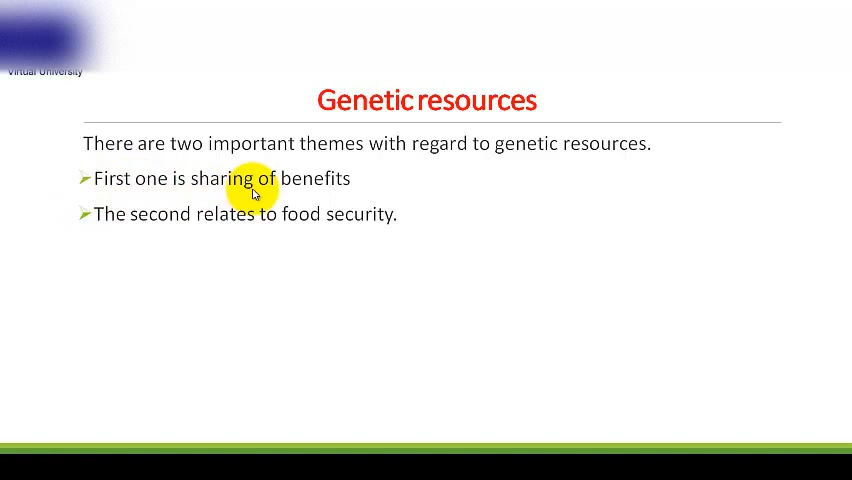 Virtual University
Genetic resources
There are two important themes with regard to genetic resources.
First one is sharing of benefits
The second relates to food security.